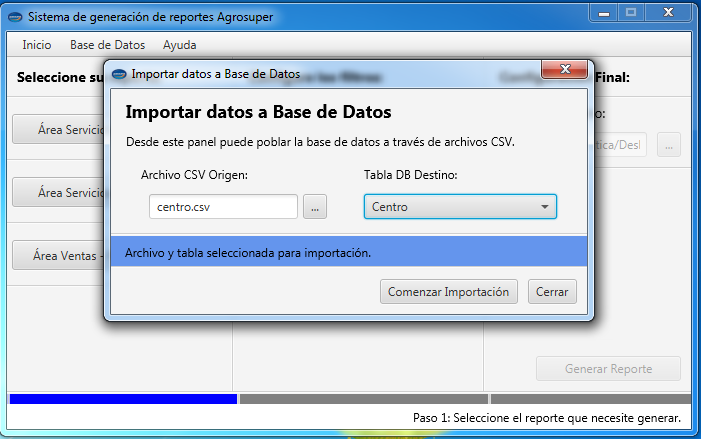 Sistema de generación de reportes Agrosuper
Inicio Base de Datos Ayuda
Seleccione su
Final:
Importar datos a Base de Datos
Importar datos a Base de Datos
Desde este panel puede poblar la base de datos a través de archivos CSV.
Archivo CSV Origen: Tabla DB Destino:
centro.csv ... Centro
Archivo y tabla seleccionada para importación.
Comenzar Importación Cerrar
Área Servicio
Área Servicio
Área Ventas -
tica/Desl ...
Generar Reporte
Paso 1: Seleccione el reporte que necesite generar.